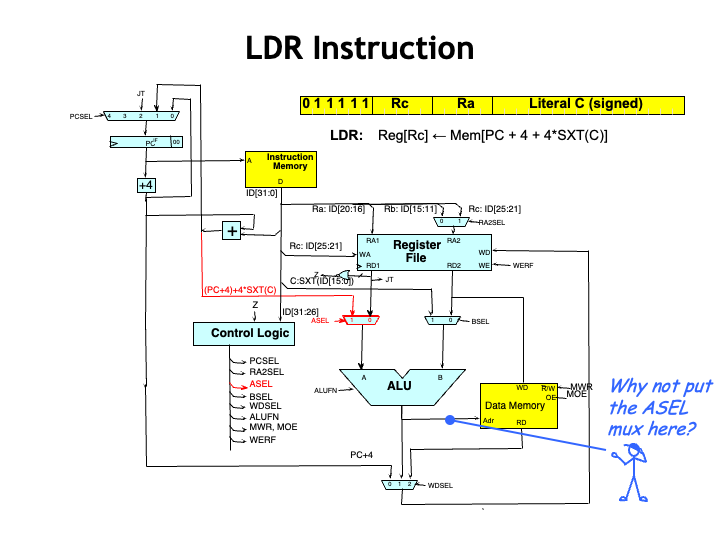 LDR Instruction
0 1 1 1 1 1 Rc Ra Literal C (signed)
LDR: Reg[Rc] ← Mem[PC + 4 + 4*SXT(C)]
JT
PCSEL
4 3 2 1 0
PC 00
A Instruction Memory
D
+4
ID[31:0]
Ra: ID[20:16] Rb: ID[15:11] Rc: ID[25:21]
0 1
RA2SEL
+
Rc: ID[25:21]
RA1 RA2
Register File
WA WD
RD1 RD2 WE
WERF
Z
JT
C:SXT(ID[15:0])
(PC+4)+4*SXT(C)
Z
ID[31:26]
ASEL
1 0
1 0
BSEL
Control Logic
PCSEL
RA2SEL
ASEL
BSEL
WDSEL
ALUFN
MWR, MOE
WERF
A B
ALU
ALUFN
WD R/W
MWR
OE
MOE
Data Memory
Adr RD
Why not put
the ASEL
mux here?
PC+4
0 1 2
WDSEL